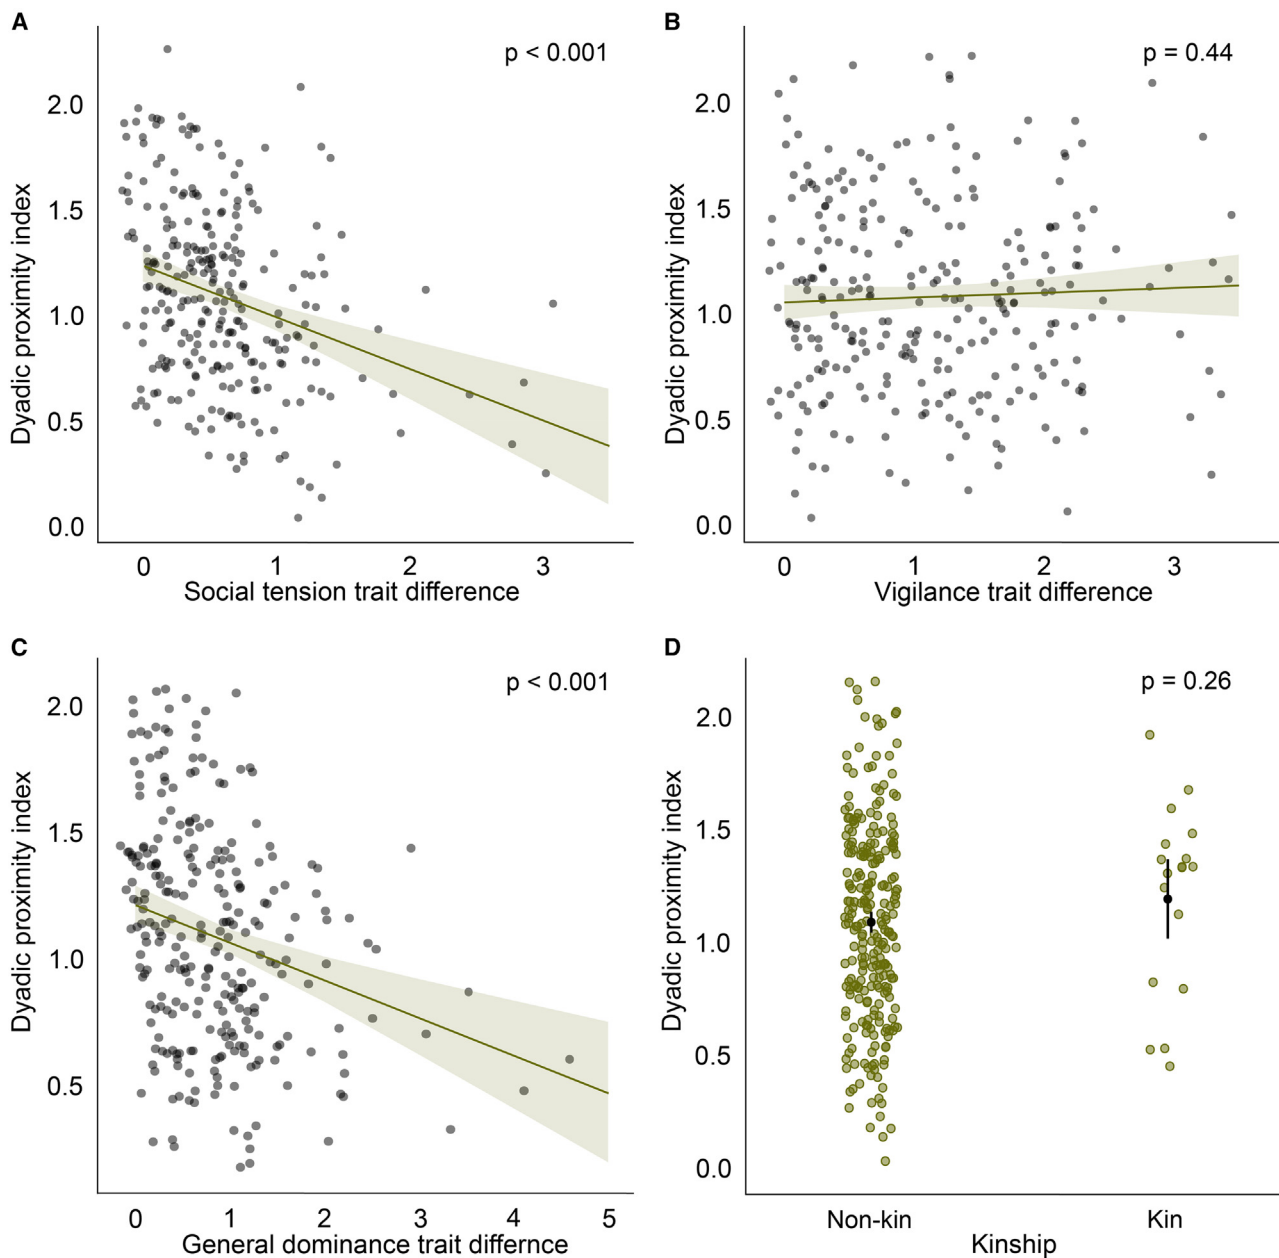 A
p < 0.001
Dyadic proximity index
2.0
1.5
1.0
0.5
0.0
0 1 2 3
Social tension trait difference
B
p = 0.44
Dyadic proximity index
2.0
1.5
1.0
0.5
0.0
0 1 2 3
Vigilance trait difference
C
p < 0.001
Dyadic proximity index
2.0
1.5
1.0
0.5
0 1 2 3 4 5
General dominance trait differnce
D
p = 0.26
Dyadic proximity index
2.0
1.5
1.0
0.5
0.0
Non-kin Kin
Kinship